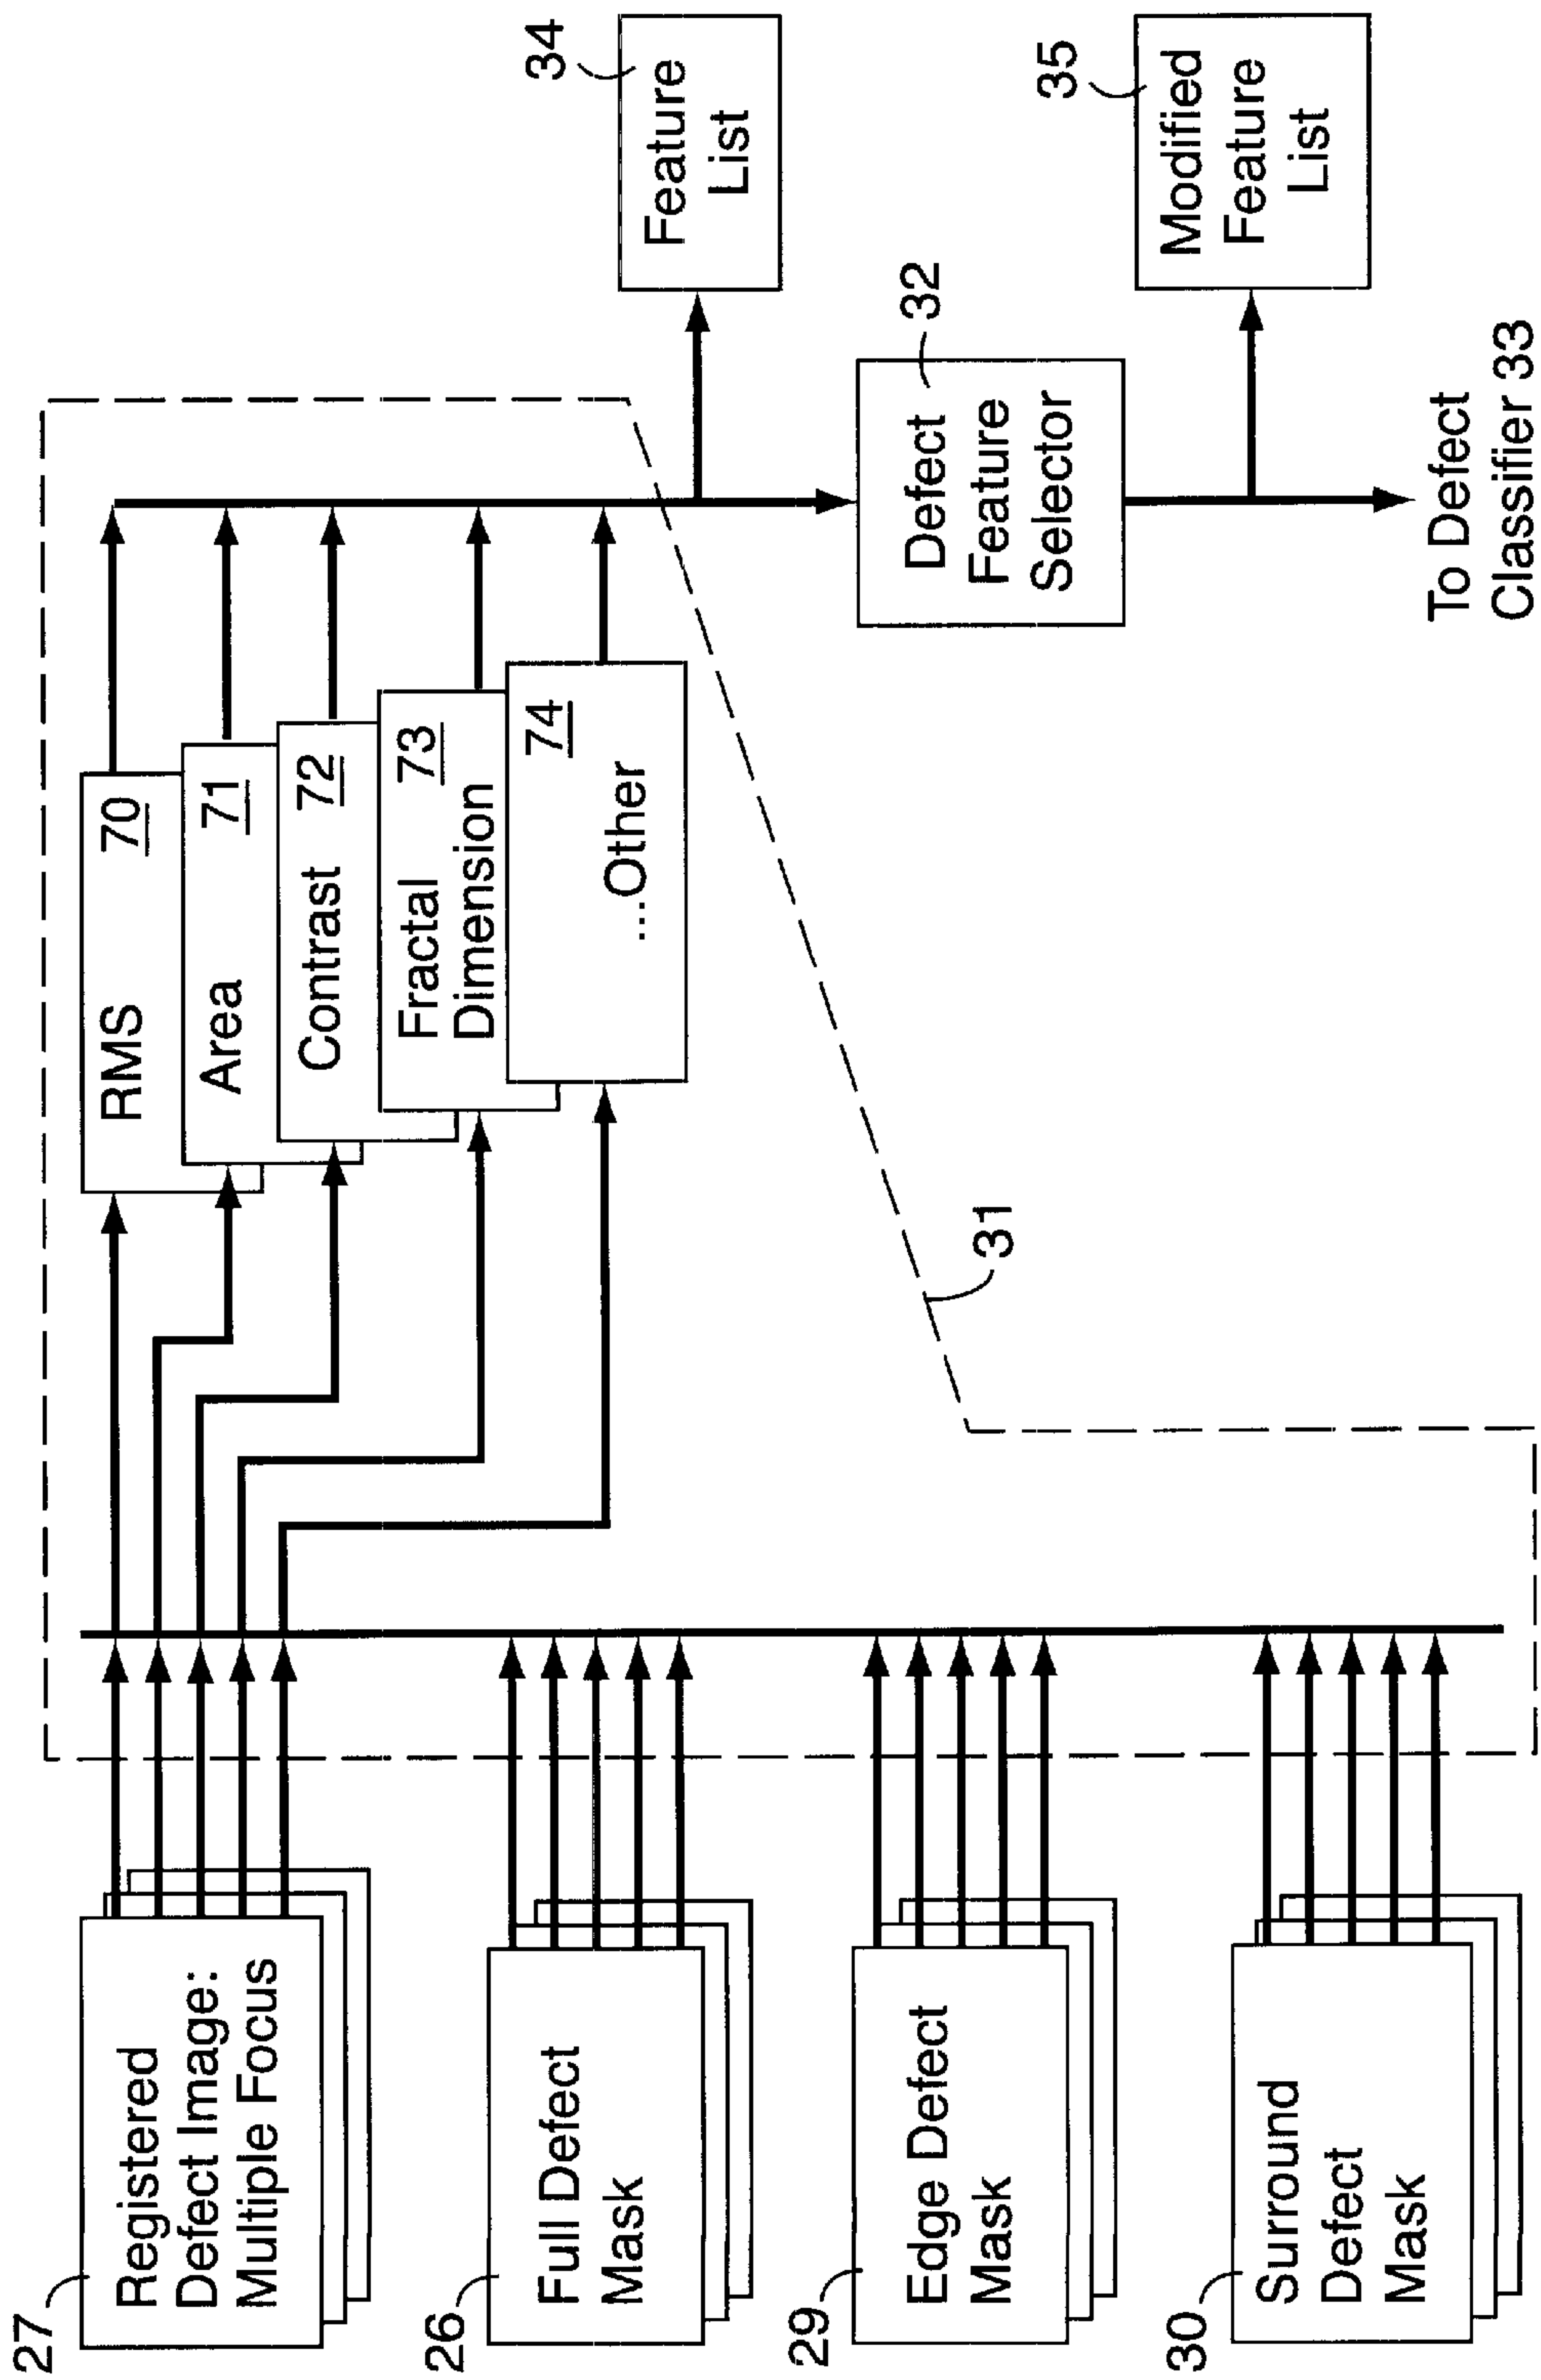 27
Registered
Defect Image:
Multiple Focus
26
Full Defect
Mask
29
Edge Defect
Mask
30
Surround
Defect
Mask
RMS 70
Area 71
Contrast 72
Fractal 73
Dimension
74
...Other
31
34
Feature
List
32
Defect
Feature
Selector
35
Modified
Feature
List
To Defect
Classifier 33